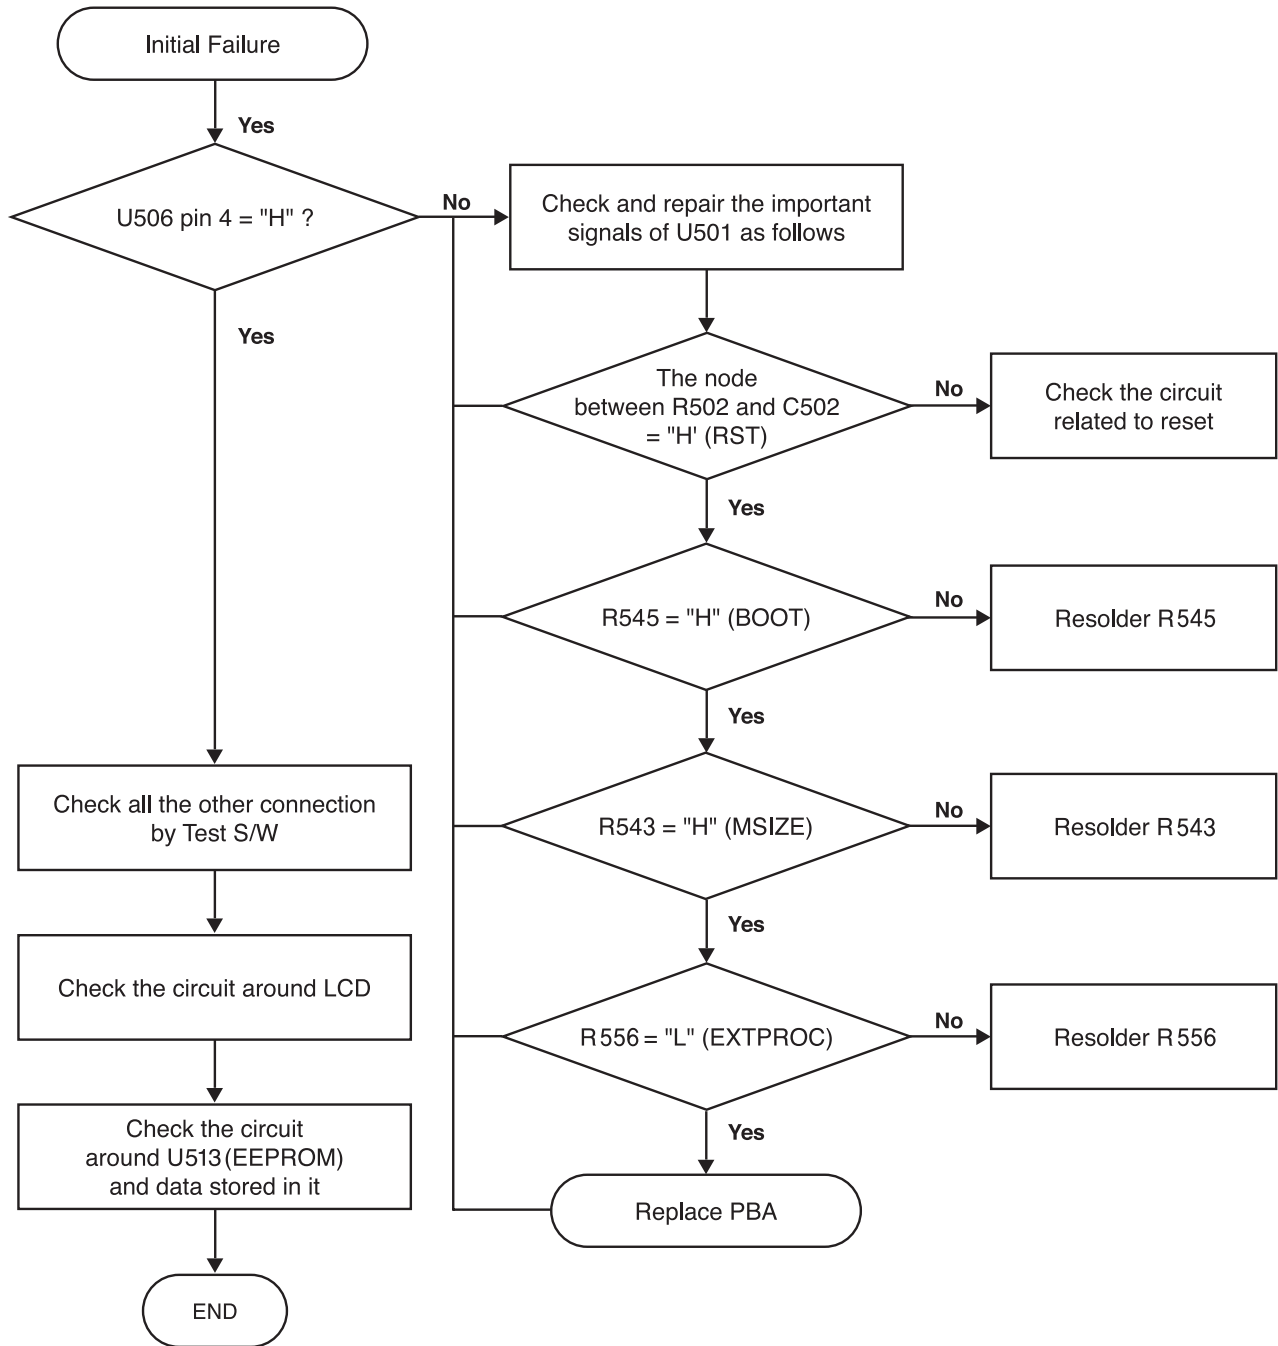 Initial Failure
Yes
U506 pin 4 = "H" ?
No
Check and repair the important
signals of U501 as follows
Yes
The node
between R502 and C502
= "H' (RST)
No
Check the circuit
related to reset
Yes
R545 = "H" (BOOT)
No
Resolder R545
Yes
Check all the other connection
by Test S/W
R543 = "H" (MSIZE)
No
Resolder R543
Yes
Check the circuit around LCD
R556 = "L" (EXTPROC)
No
Resolder R556
Yes
Check the circuit
around U513(EEPROM)
and data stored in it
Replace PBA
END